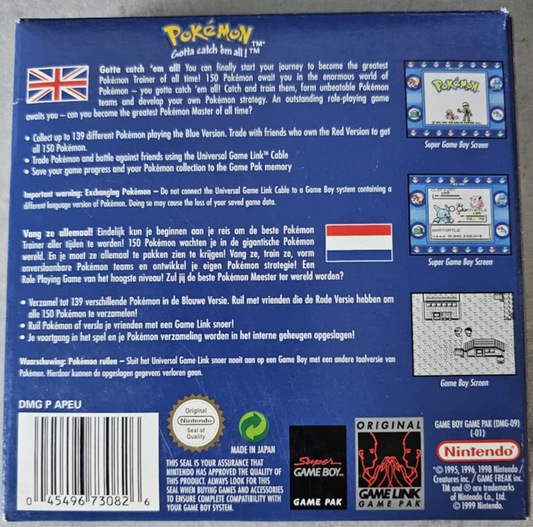 POKéMON™
Gotta catch 'em all!™
Gotta catch 'em all! You can finally start your journey to become the greatest
Pokémon Trainer of all time! 150 Pokémon await you in the enormous world of
Pokémon – you gotta catch 'em all! Catch and train them, form unbeatable Pokémon
teams and develop your own Pokémon strategy. An outstanding role-playing game
awaits you – can you become the greatest Pokémon Master of all time?
• Collect up to 139 different Pokémon playing the Blue Version. Trade with friends who own the Red Version to get
all 150 Pokémon.
• Trade Pokémon and battle against friends using the Universal Game Link™ Cable
• Save your game progress and your Pokémon collection to the Game Pak memory
Important warning: Exchanging Pokémon – Do not connect the Universal Game Link Cable to a Game Boy system containing a
different language version of Pokémon. Doing so may cause the loss of your saved game data.
Vang ze allemaal! Eindelijk kun je beginnen aan je reis om de beste Pokémon
Trainer aller tijden te worden! 150 Pokémon wachten je in de gigantische Pokémon
wereld. En je moet ze allemaal te pakken zien te krijgen! Vang ze, train ze, vorm
onverslaanbare Pokémon teams en ontwikkel je eigen Pokémon strategie! Een
Role Playing Game van het hoogste niveau! Zul jij de beste Pokémon Meester ter wereld worden?
• Verzamel tot 139 verschillende Pokémon in de Blauwe Versie. Ruil met vrienden die de Rode Versie hebben om
alle 150 Pokémon te verzamelen!
• Ruil Pokémon of versla je vrienden met een Game Link snoer!
• Je voortgang in het spel en je Pokémon verzameling worden in het interne geheugen opgeslagen!
Waarschuwing: Pokémon ruilen – Sluit het Universal Game Link snoer nooit aan op een Game Boy met een andere taalversie van
Pokémon. Hierdoor kunnen de opgeslagen gegevens verloren gaan.
POKéMON
Super Game Boy Screen
Super Game Boy Screen
Game Boy Screen
DMG P APEU
0 45496 73082 6
Original
Nintendo
Seal of
Quality
MADE IN JAPAN
THIS SEAL IS YOUR ASSURANCE THAT
NINTENDO HAS APPROVED THE QUALITY OF
THIS PRODUCT. ALWAYS LOOK FOR THIS
SEAL WHEN BUYING GAMES AND ACCESSORIES
TO ENSURE COMPLETE COMPATIBILITY WITH
YOUR GAME BOY SYSTEM.
Super
GAME BOY™
GAME PAK
ORIGINAL
GAME LINK™
GAME PAK
GAME BOY GAME PAK (DMG-09)
(-01)
Nintendo®
©1995, 1996, 1998 Nintendo /
Creatures inc. / GAME FREAK inc.
TM and ® are trademarks
of Nintendo Co., Ltd.
© 1999 Nintendo.